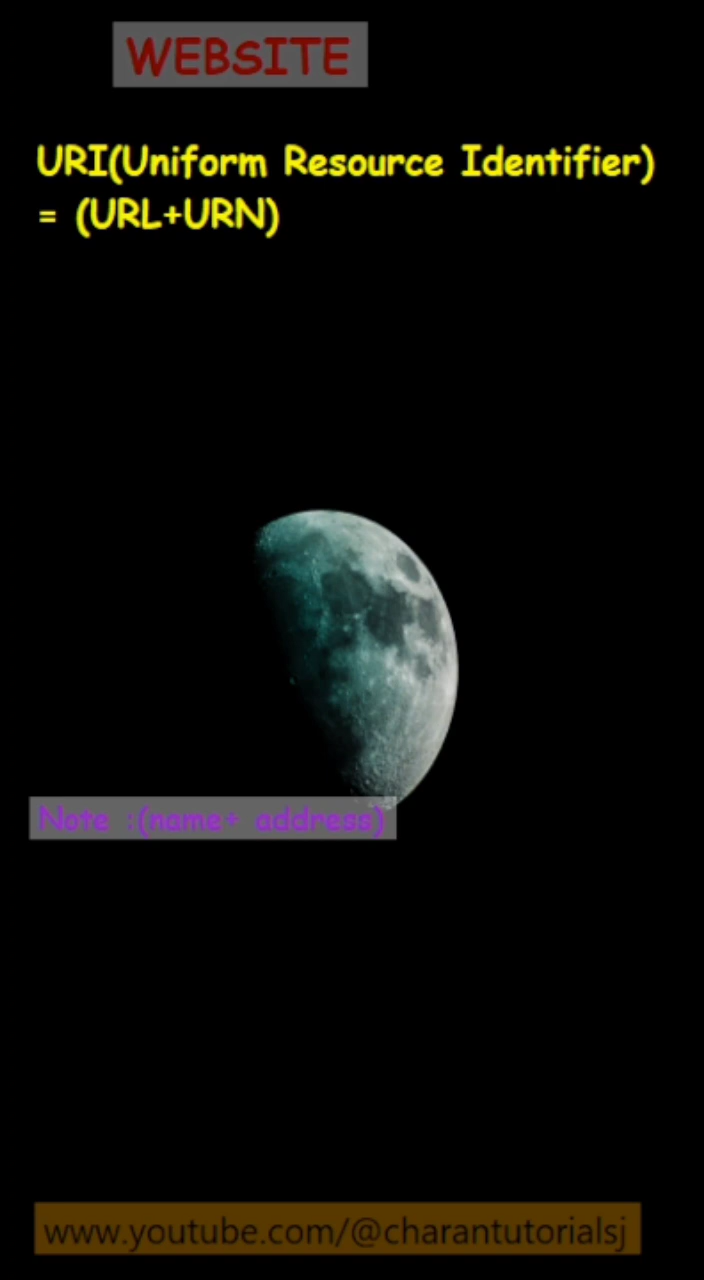 WEBSITE
URI(Uniform Resource Identifier)
= (URL+URN)
Note :(name+ address)
www.youtube.com/@charantutorialsj